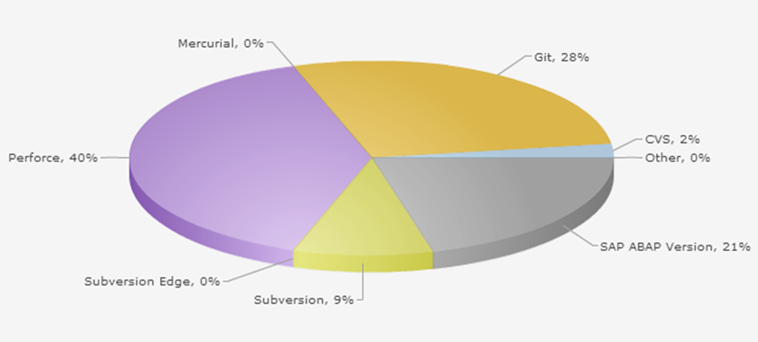 Mercurial, 0%
Git, 28%
CVS, 2%
Perforce, 40%
Other, 0%
SAP ABAP Version, 21%
Subversion Edge, 0%
Subversion, 9%